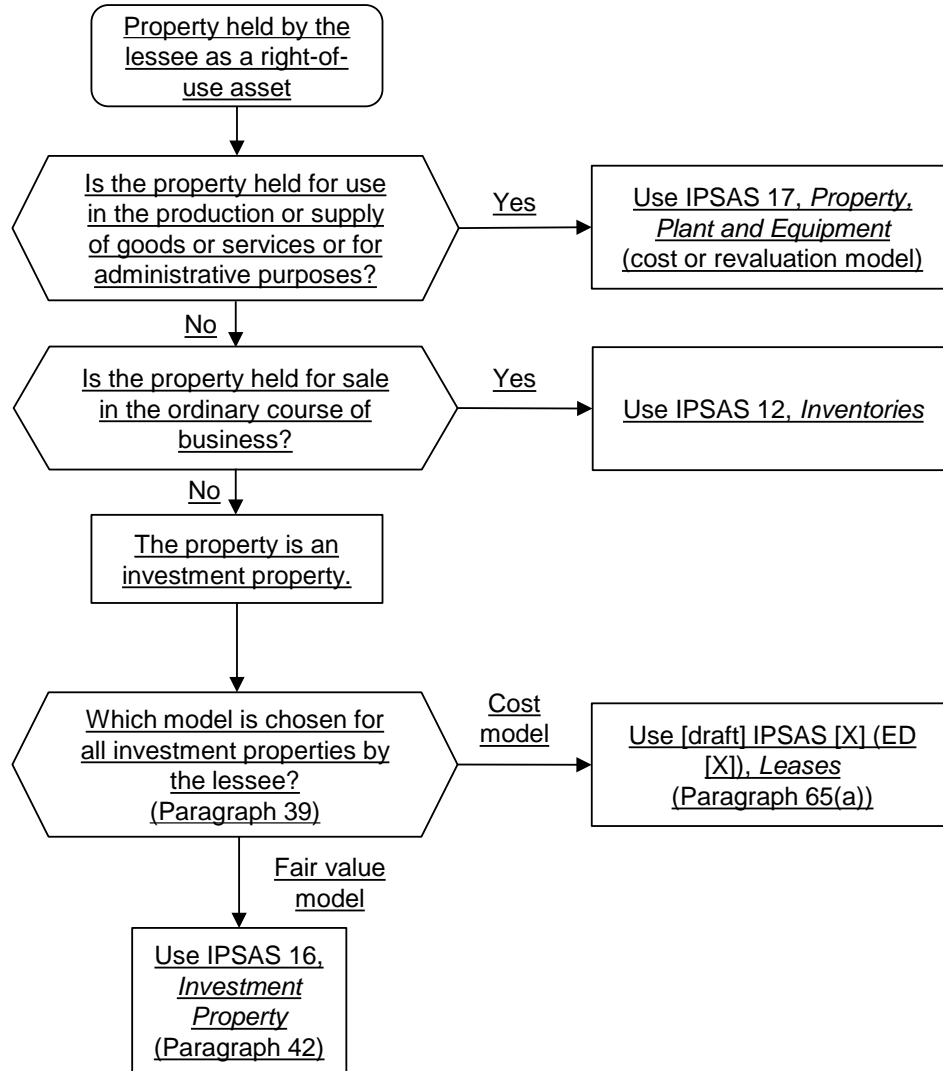 Property held by the
lessee as a right-of-
use asset
Is the property held for use
in the production or supply
of goods or services or for
administrative purposes?
Yes
Use IPSAS 17, Property,
Plant and Equipment
(cost or revaluation model)
No
Is the property held for sale
in the ordinary course of
business?
Yes
Use IPSAS 12, Inventories
No
The property is an
investment property.
Which model is chosen for
all investment properties by
the lessee?
(Paragraph 39)
Cost
model
Use [draft] IPSAS [X] (ED
[X]), Leases
(Paragraph 65(a))
Fair value
model
Use IPSAS 16,
Investment
Property
(Paragraph 42)